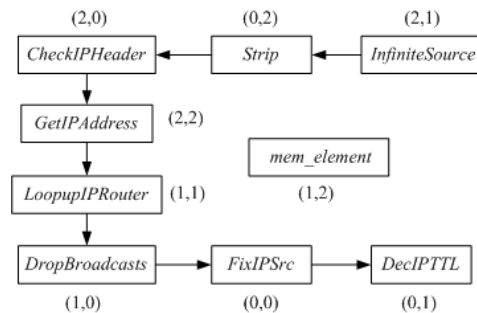 (2,0) (0,2) (2,1)
CheckIPHeader Strip InfiniteSource
GetIPAddress (2,2)
mem_element
LoopupIPRouter (1,1) (1,2)
DropBroadcasts FixIPSrc DecIPTTL
(1,0) (0,0) (0,1)